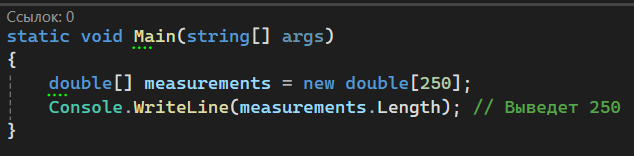 Ссылок: 0
static void Main(string[] args)
{
double[] measurements = new double[250];
Console.WriteLine(measurements.Length); // Выведет 250
}